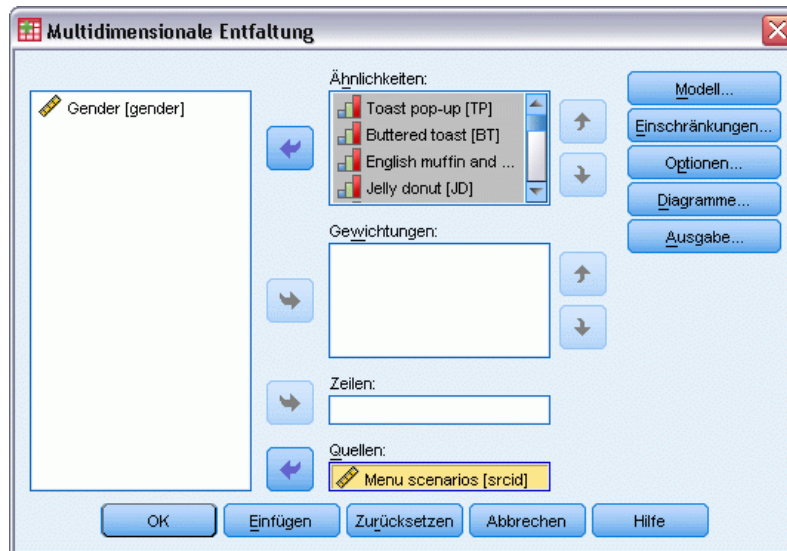 Multidimensionale Entfaltung
Gender [gender]
Ähnlichkeiten:
Toast pop-up [TP]
Buttered toast [BT]
English muffin and ...
Jelly donut [JD]
Gewichtungen:
Zeilen:
Quellen:
Menu scenarios [srcid]
Modell...
Einschränkungen...
Optionen...
Diagramme...
Ausgabe...
OK
Einfügen
Zurücksetzen
Abbrechen
Hilfe